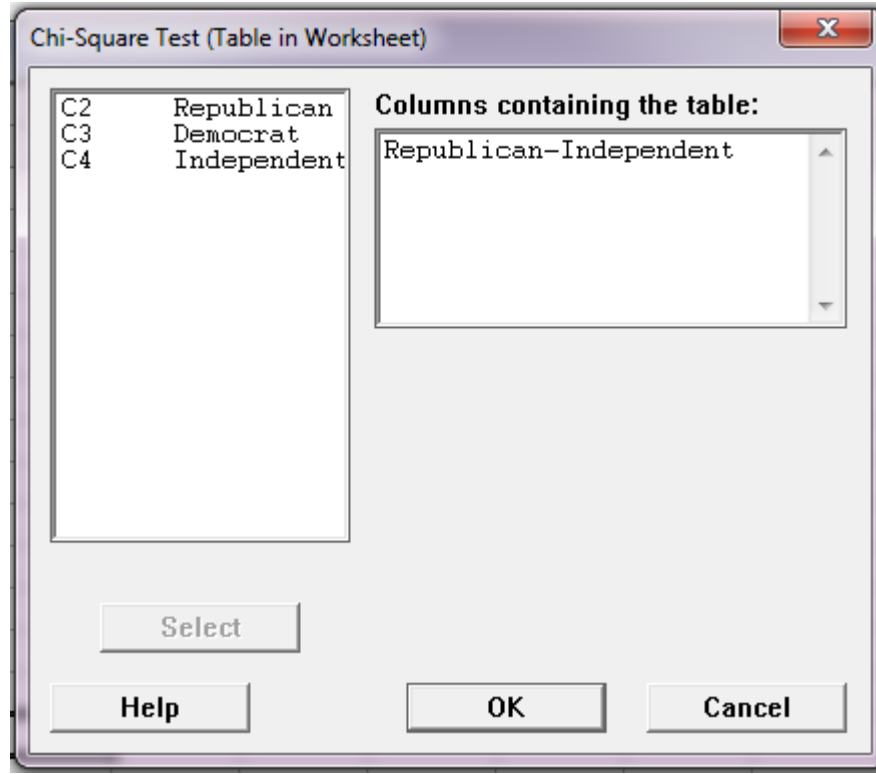 Chi-Square Test (Table in Worksheet)
C2 Republican
C3 Democrat
C4 Independent
Columns containing the table:
Republican-Independent
Select
Help
OK
Cancel